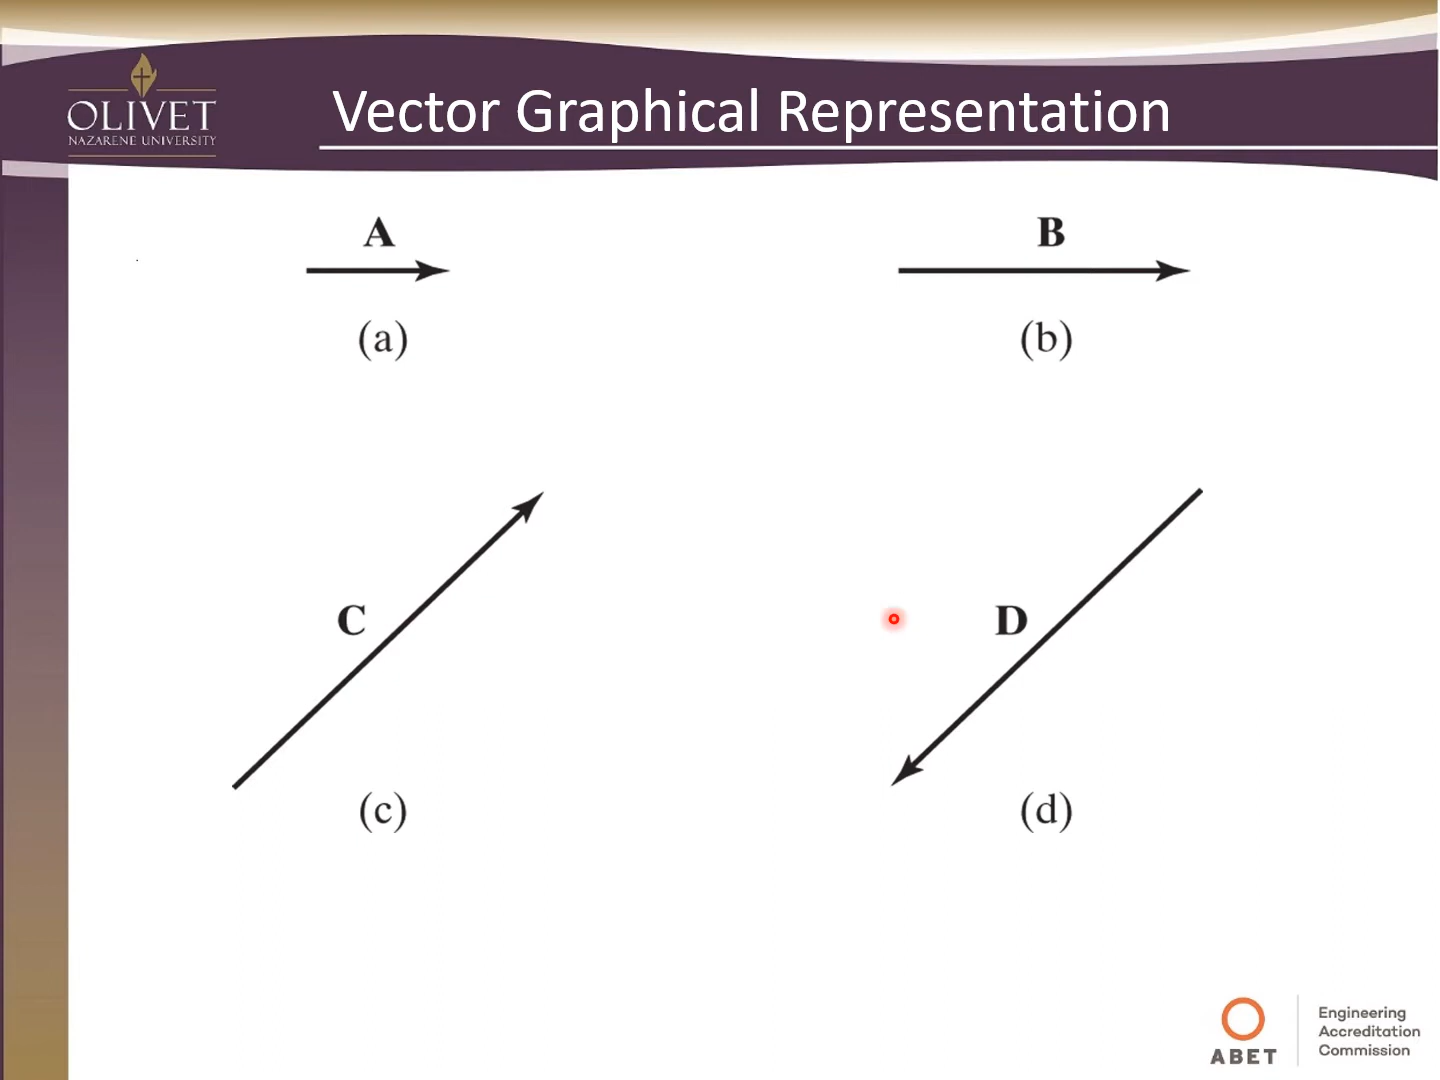 OLIVET
NAZARENE UNIVERSITY
Vector Graphical Representation
A
B
(a)
(b)
C
D
(c)
(d)
ABET
Engineering
Accreditation
Commission